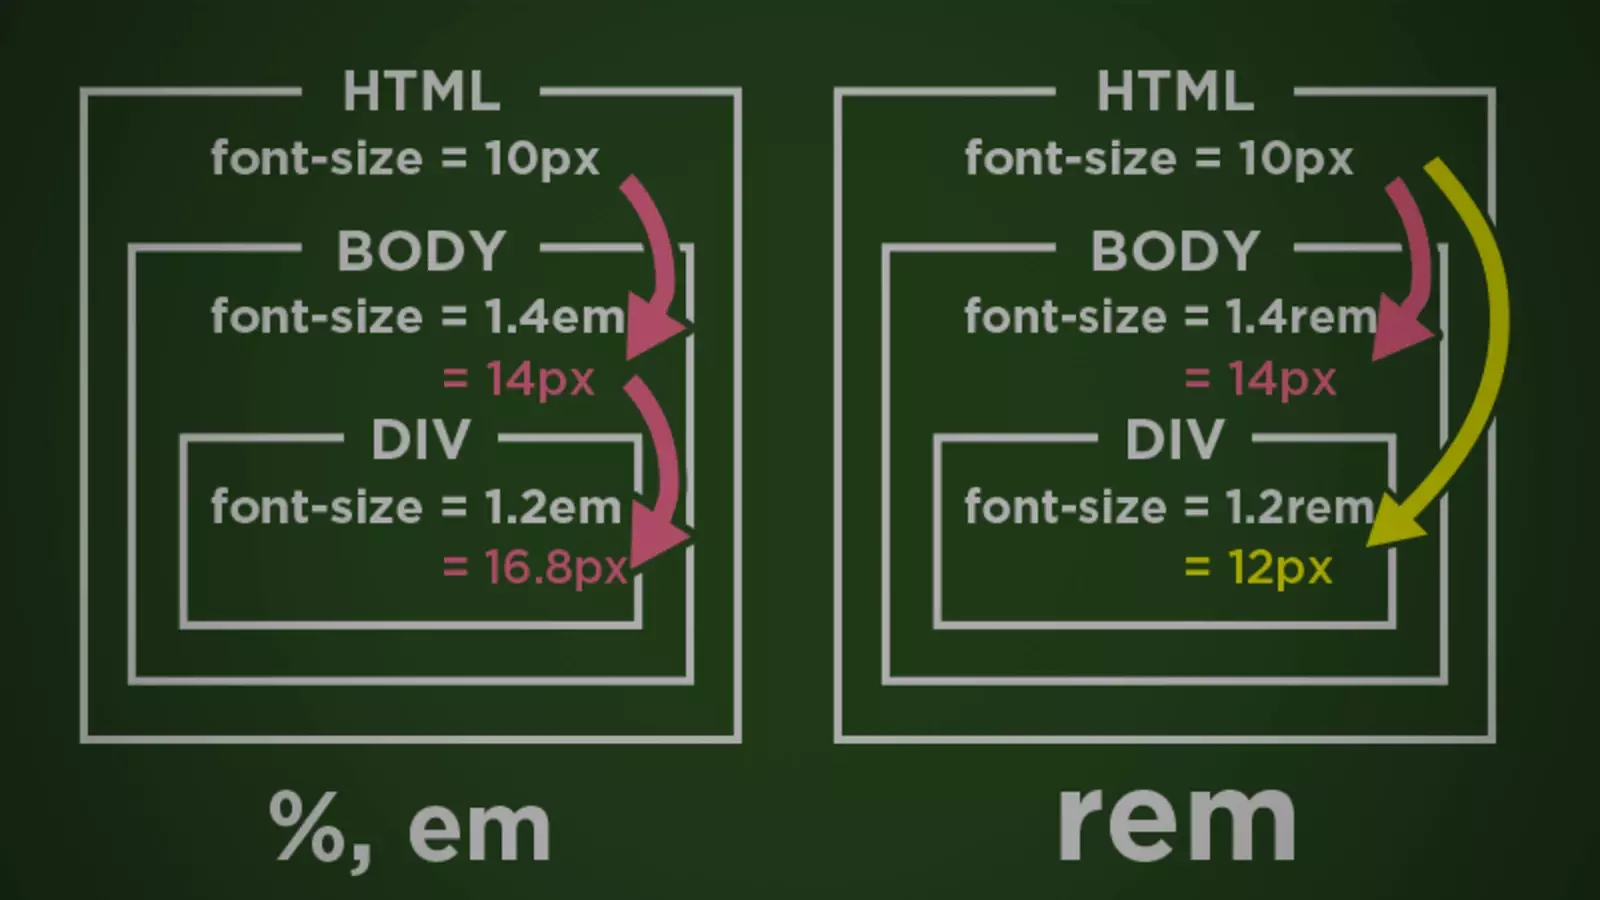 HTML
font-size = 10px
BODY
font-size = 1.4em
= 14px
DIV
font-size = 1.2em
= 16.8px
%, em
HTML
font-size = 10px
BODY
font-size = 1.4rem
= 14px
DIV
font-size = 1.2rem
= 12px
rem